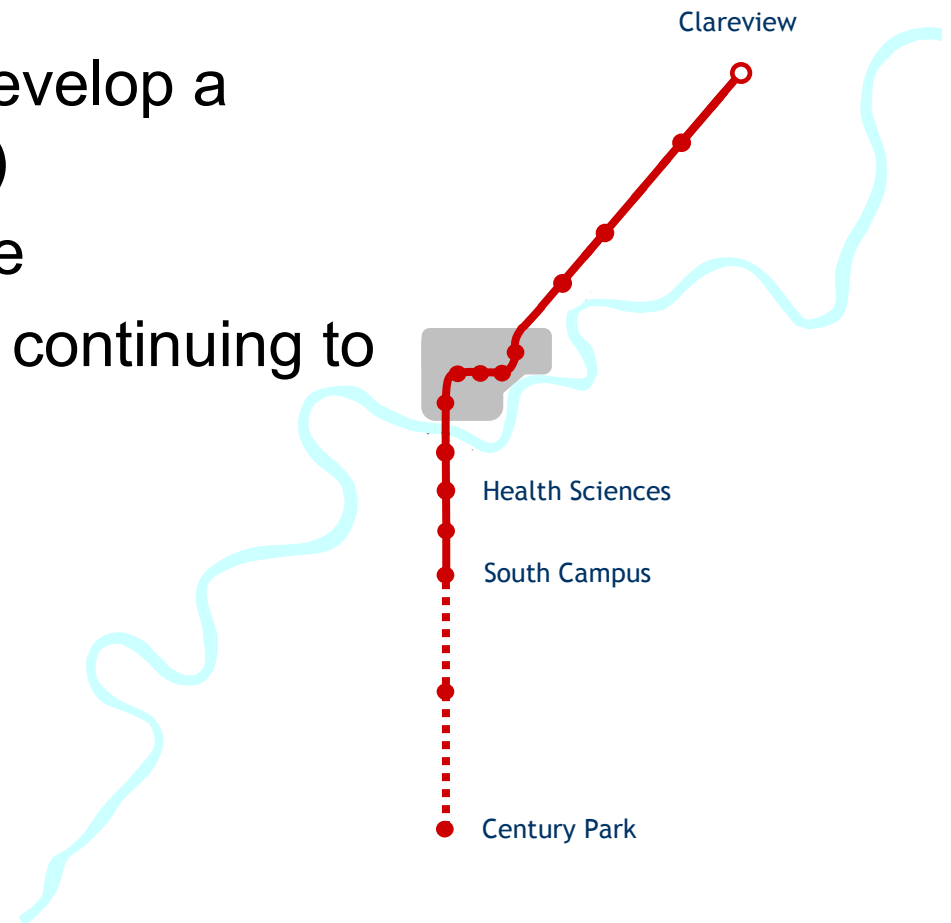 Clareview
evelop a
)
e
continuing to
Health Sciences
South Campus
Century Park